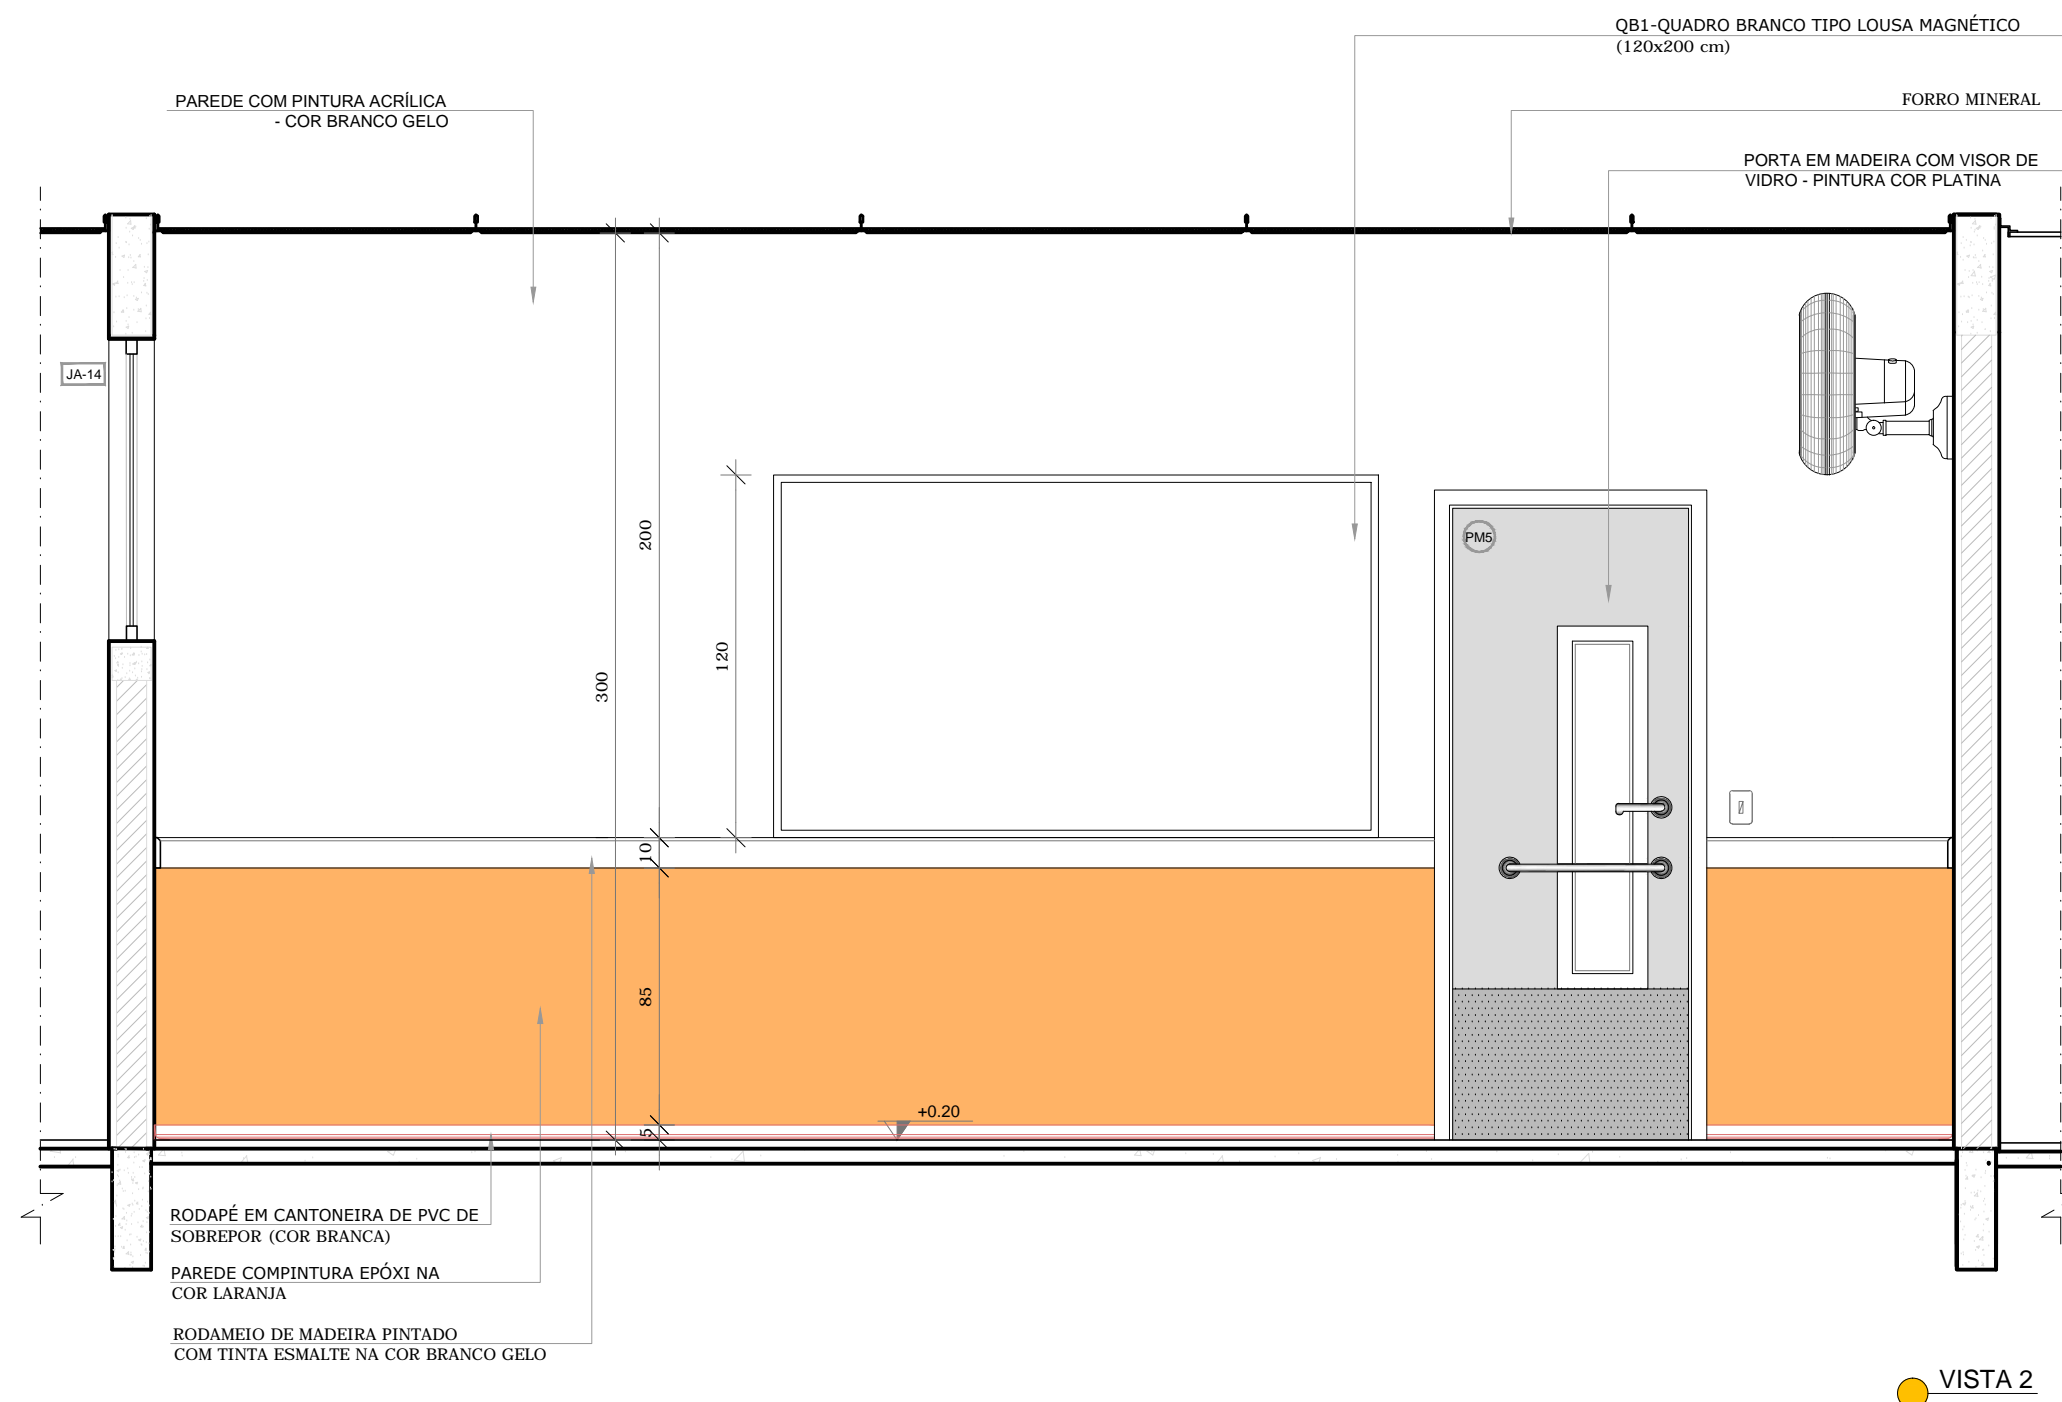 QB1-QUADRO BRANCO TIPO LOUSA MAGNÉTICO
(120x200 cm)
PAREDE COM PINTURA ACRÍLICA
- COR BRANCO GELO
FORRO MINERAL
PORTA EM MADEIRA COM VISOR DE
VIDRO - PINTURA COR PLATINA
JA-14
200
PM5
120
300
10
85
+0.20
5
RODAPÉ EM CANTONEIRA DE PVC DE
SOBREPOR (COR BRANCA)
PAREDE COMPINTURA EPÓXI NA
COR LARANJA
RODAMEIO DE MADEIRA PINTADO
COM TINTA ESMALTE NA COR BRANCO GELO
VISTA 2